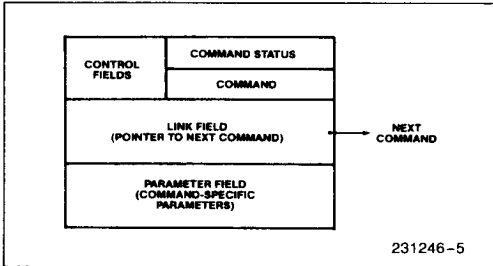 CONTROL
FIELDS
COMMAND STATUS
COMMAND
LINK FIELD
(POINTER TO NEXT COMMAND)
NEXT
COMMAND
PARAMETER FIELD
(COMMAND-SPECIFIC
PARAMETERS)
231246-5